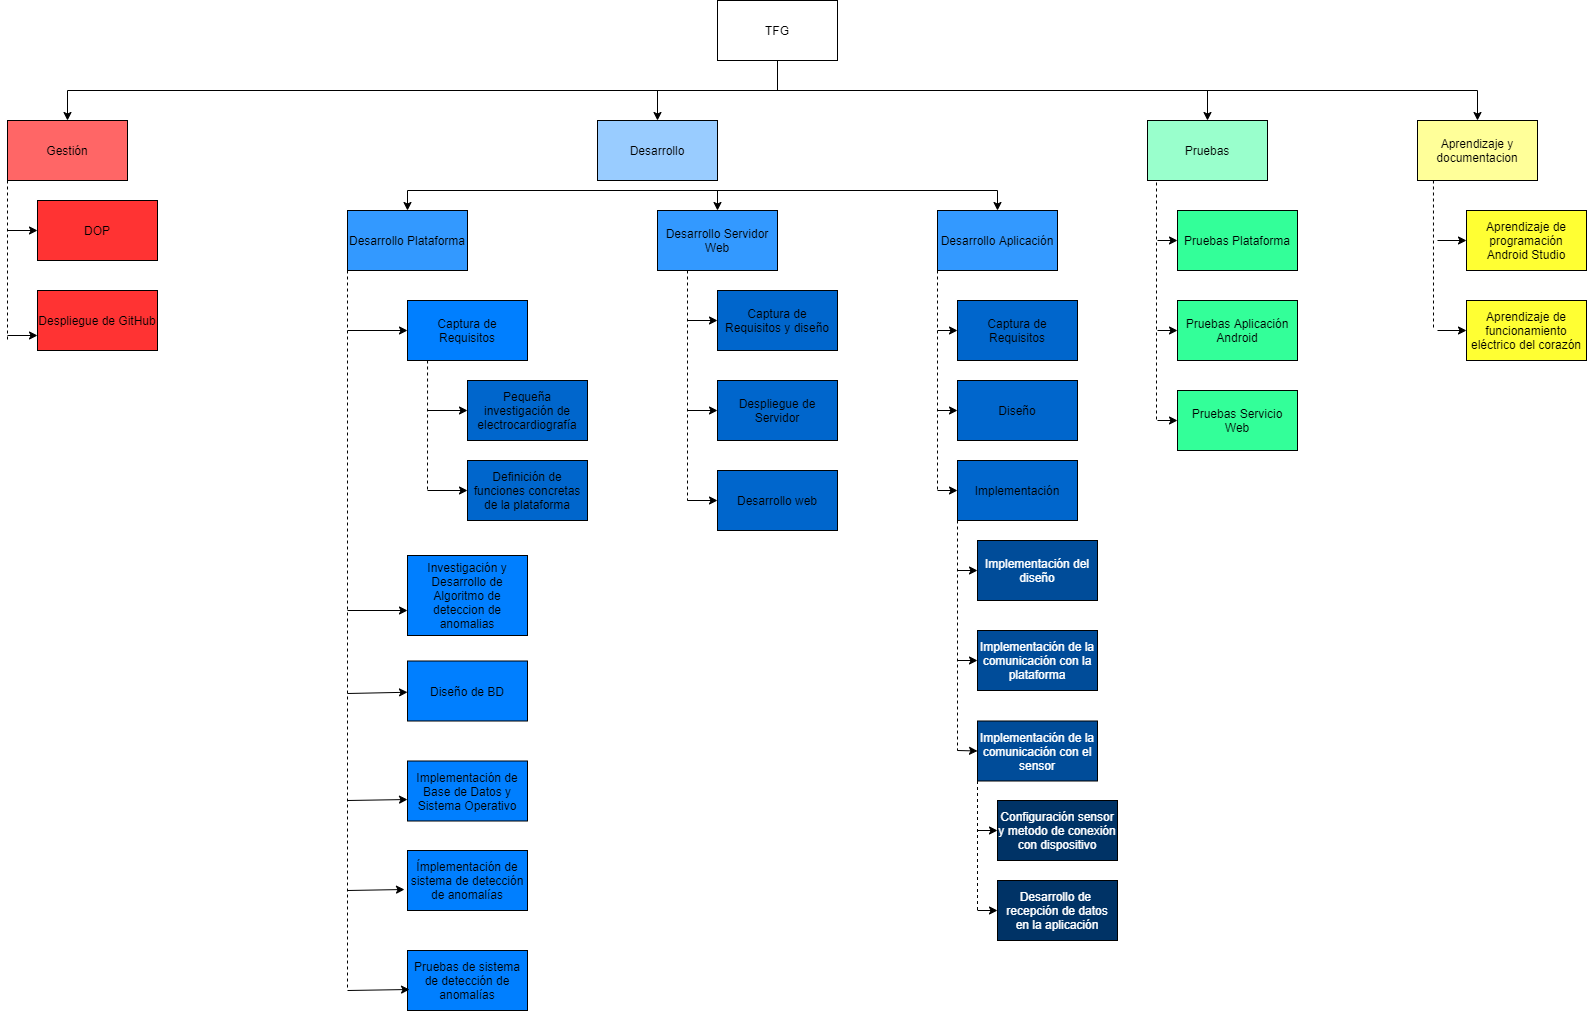 TFG
Gestión
DOP
Despliegue de GitHub
Desarrollo
Desarrollo Plataforma
Captura de
Requisitos
Pequeña
investigación de
electrocardiografía
Definición de
funciones concretas
de la plataforma
Investigación y
Desarrollo de
Algoritmo de
deteccion de
anomalias
Diseño de BD
Implementación de
Base de Datos y
Sistema Operativo
Ímplementación de
sistema de detección
de anomalías
Pruebas de sistema
de detección de
anomalías
Desarrollo Servidor
Web
Captura de
Requisitos y diseño
Despliegue de
Servidor
Desarrollo web
Desarrollo Aplicación
Captura de
Requisitos
Diseño
Implementación
Implementación del
diseño
Implementación de la
comunicación con la
plataforma
Implementación de la
comunicación con el
sensor
Configuración sensor
y metodo de conexión
con dispositivo
Desarrollo de
recepción de datos
en la aplicación
Pruebas
Pruebas Plataforma
Pruebas Aplicación
Android
Pruebas Servicio
Web
Aprendizaje y
documentacion
Aprendizaje de
programación
Android Studio
Aprendizaje de
funcionamiento
eléctrico del corazón